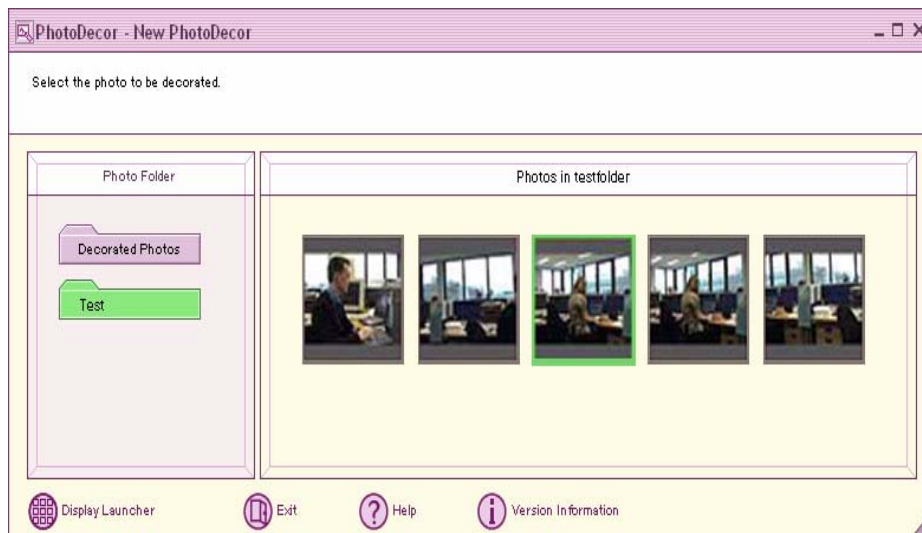 PhotoDecor - New PhotoDecor
Select the photo to be decorated.
Photo Folder
Photos in testfolder
Decorated Photos
Test
Display Launcher
Exit
Help
Version Information